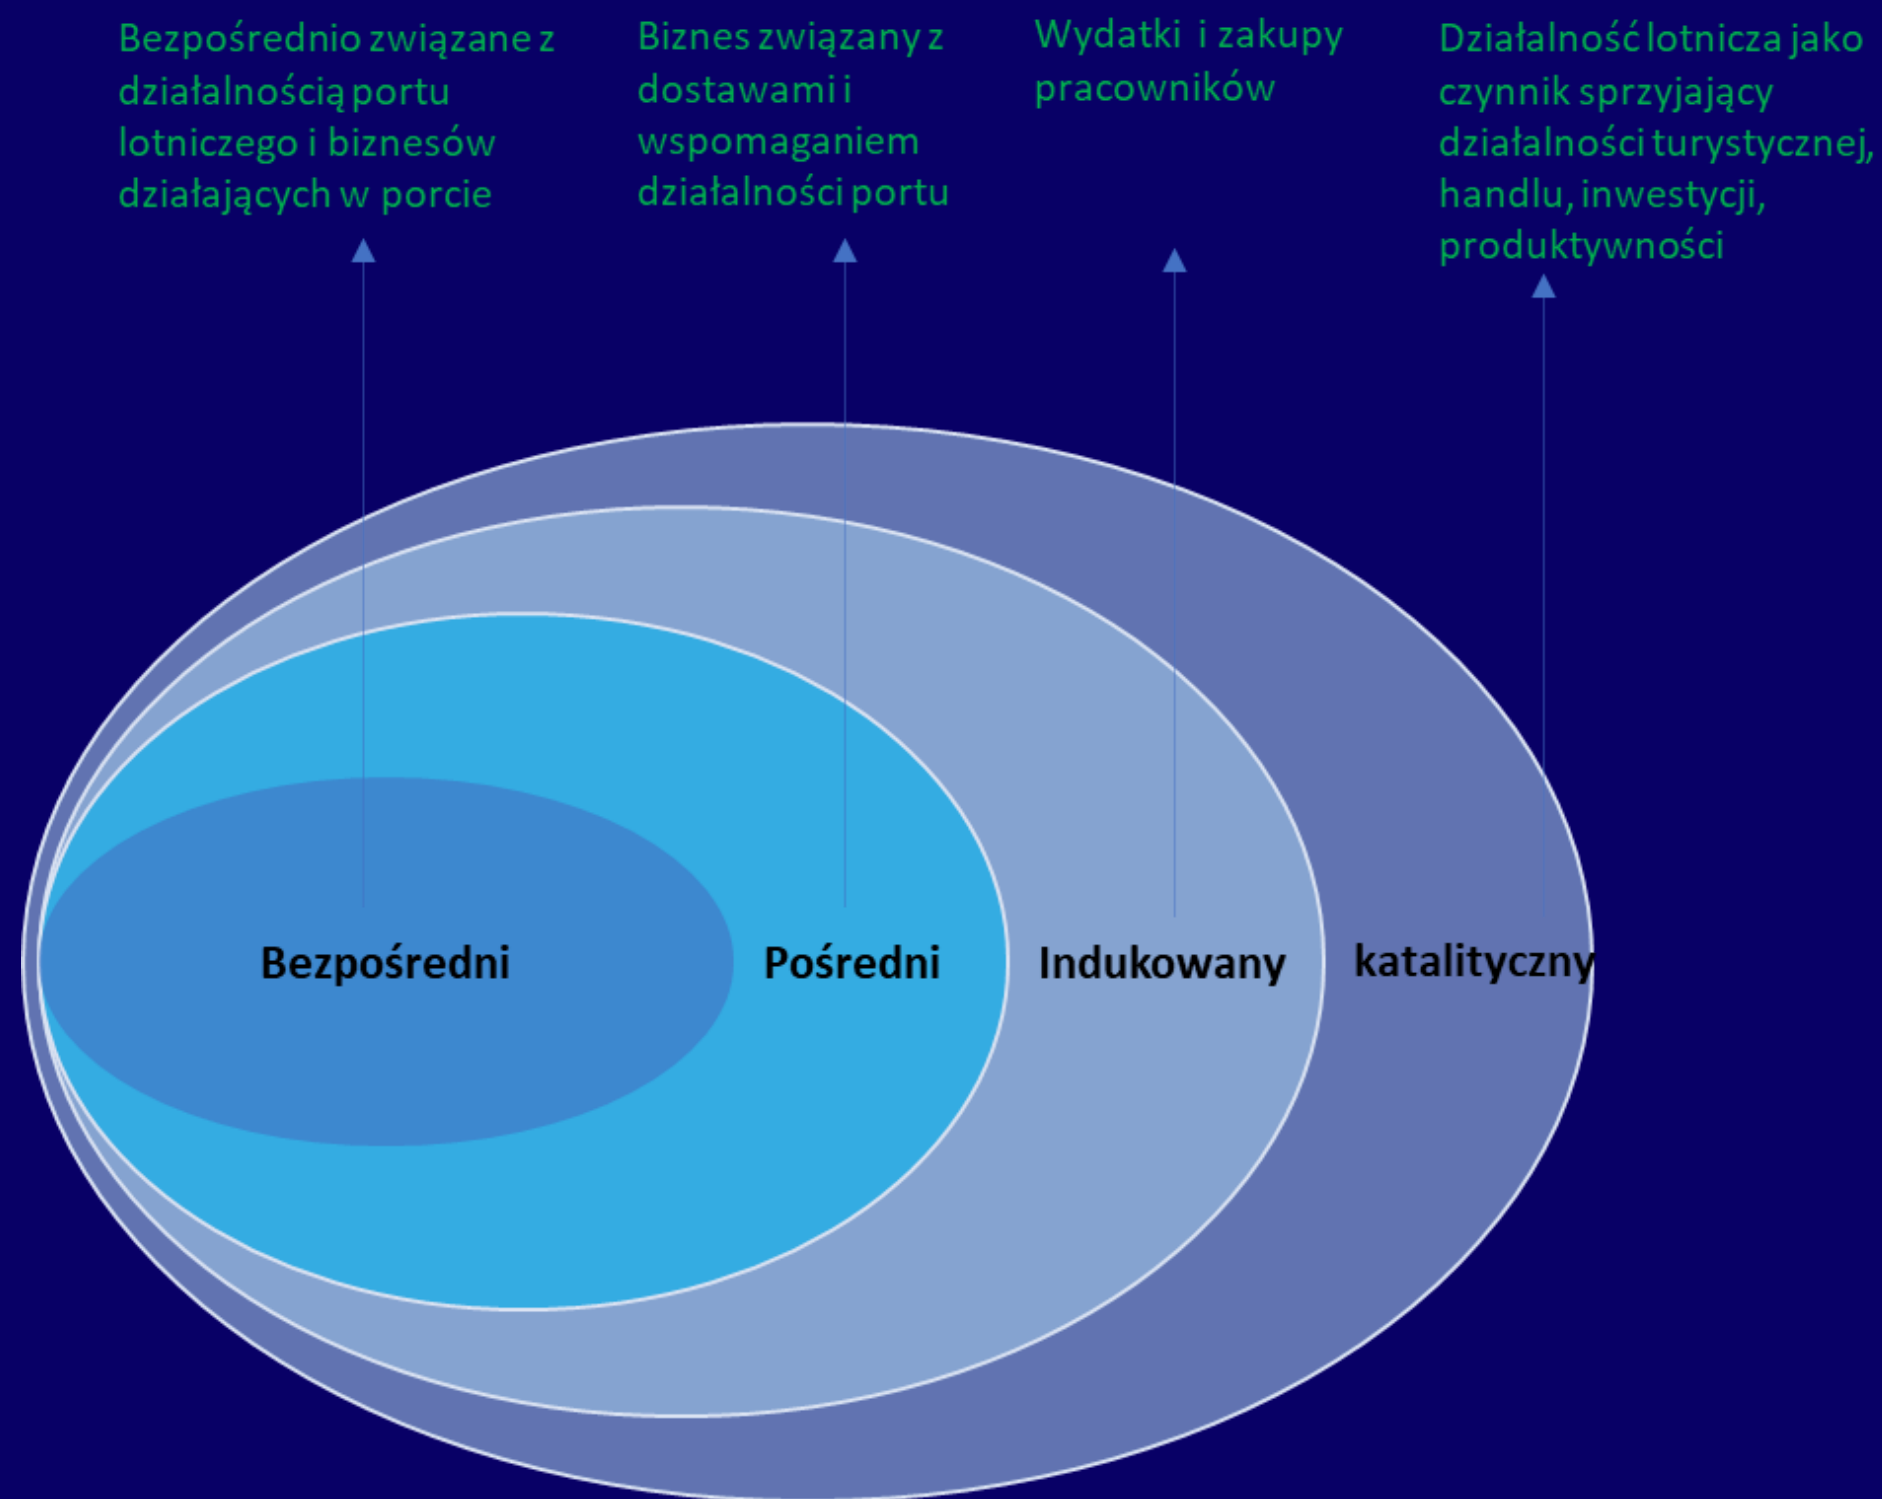 Bezpośrednio związane z
działalnością portu
lotniczego i biznesów
działających w porcie
Biznes związany z
dostawami i
wspomaganiem
działalności portu
Wydatki i zakupy
pracowników
Działalność lotnicza jako
czynnik sprzyjający
działalności turystycznej,
handlu, inwestycji,
produktywności
Bezpośredni
Pośredni
Indukowany
katalityczny